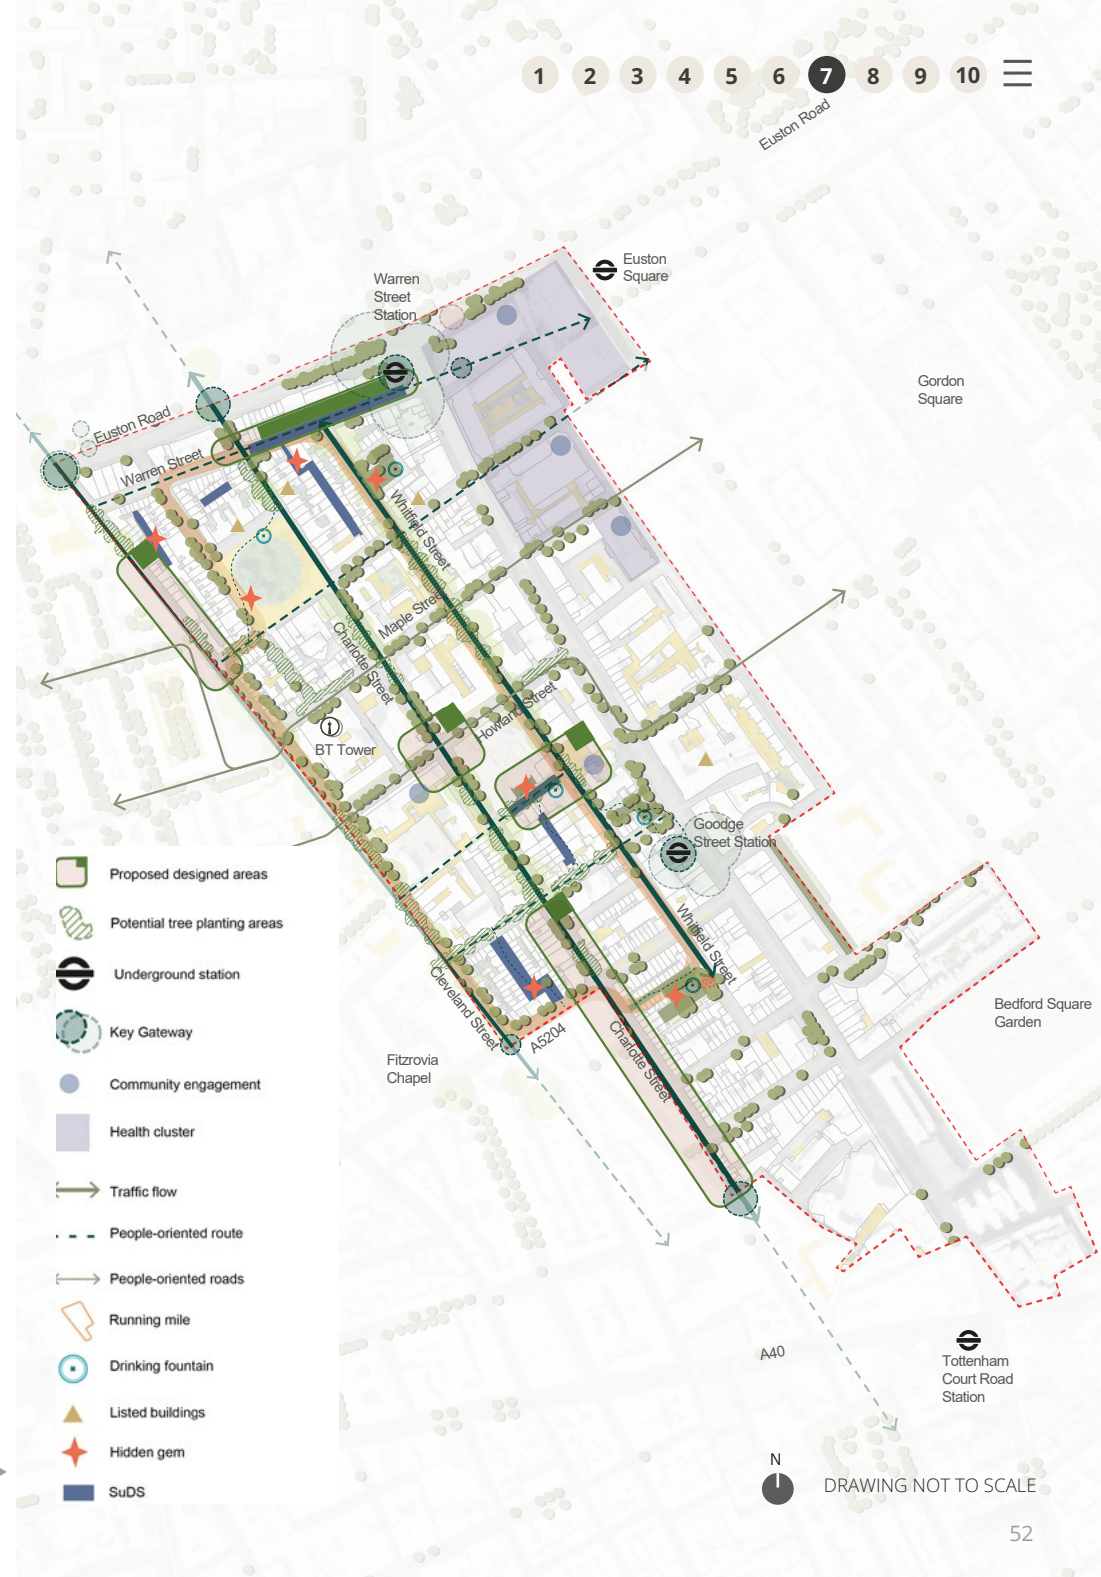 1 2 3 4 5 6 7 8 9 10
Euston Road
Euston
Square
Warren
Street
Station
Gordon
Square
Euston Road
Warren Street
Whitfield Street
Maple Street
Charlotte Street
Howland Street
BT Tower
Goodge
Street Station
Whitfield Street
Cleveland Street
A5204
Charlotte Street
Bedford Square
Garden
Fitzrovia
Chapel
Proposed designed areas
Potential tree planting areas
Underground station
Key Gateway
Community engagement
Health cluster
Traffic flow
People-oriented route
People-oriented roads
Running mile
Drinking fountain
Listed buildings
Hidden gem
SuDS
A40
Tottenham
Court Road
Station
N
DRAWING NOT TO SCALE
52